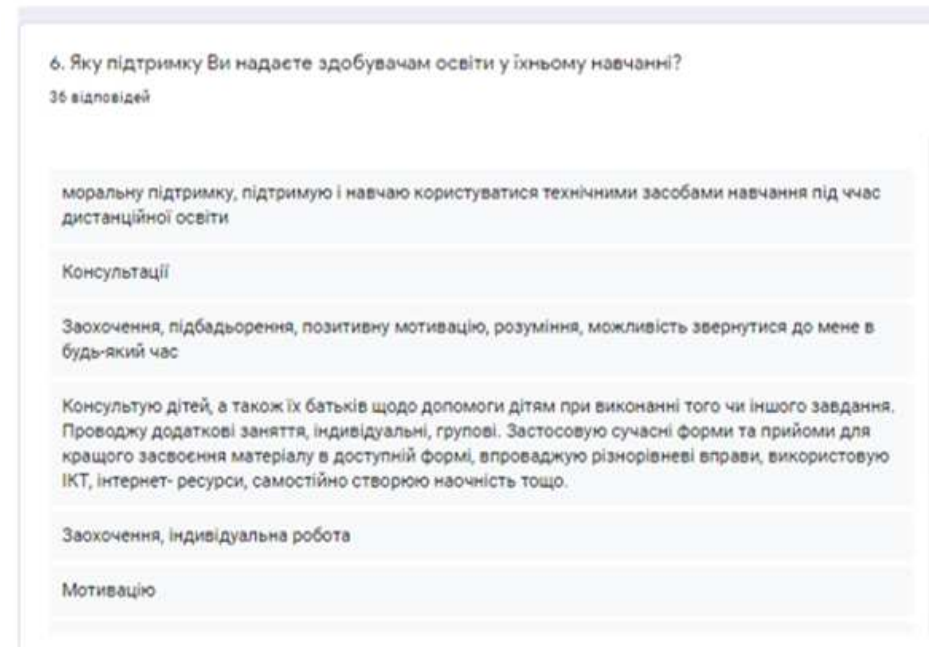 6. Яку підтримку Ви надаєте здобувачам освіти у їхньому навчанні?
36 відповідей
моральну підтримку, підтримую і навчаю користуватися технічними засобами навчання під ччас
дистанційної освіти
Консультації
Заохочення, підбадьорення, позитивну мотивацію, розуміння, можливість звернутися до мене в
будь-який час
Консультую дітей, а також їх батьків щодо допомоги дітям при виконанні того чи іншого завдання.
Проводжу додаткові заняття, індивідуальні, групові. Застосовую сучасні форми та прийоми для
кращого засвоєння матеріалу в доступній формі, впроваджую різнорівневі вправи, використовую
ІКТ, інтернет- ресурси, самостійно створюю наочність тощо.
Заохочення, індивідуальна робота
Мотивацію